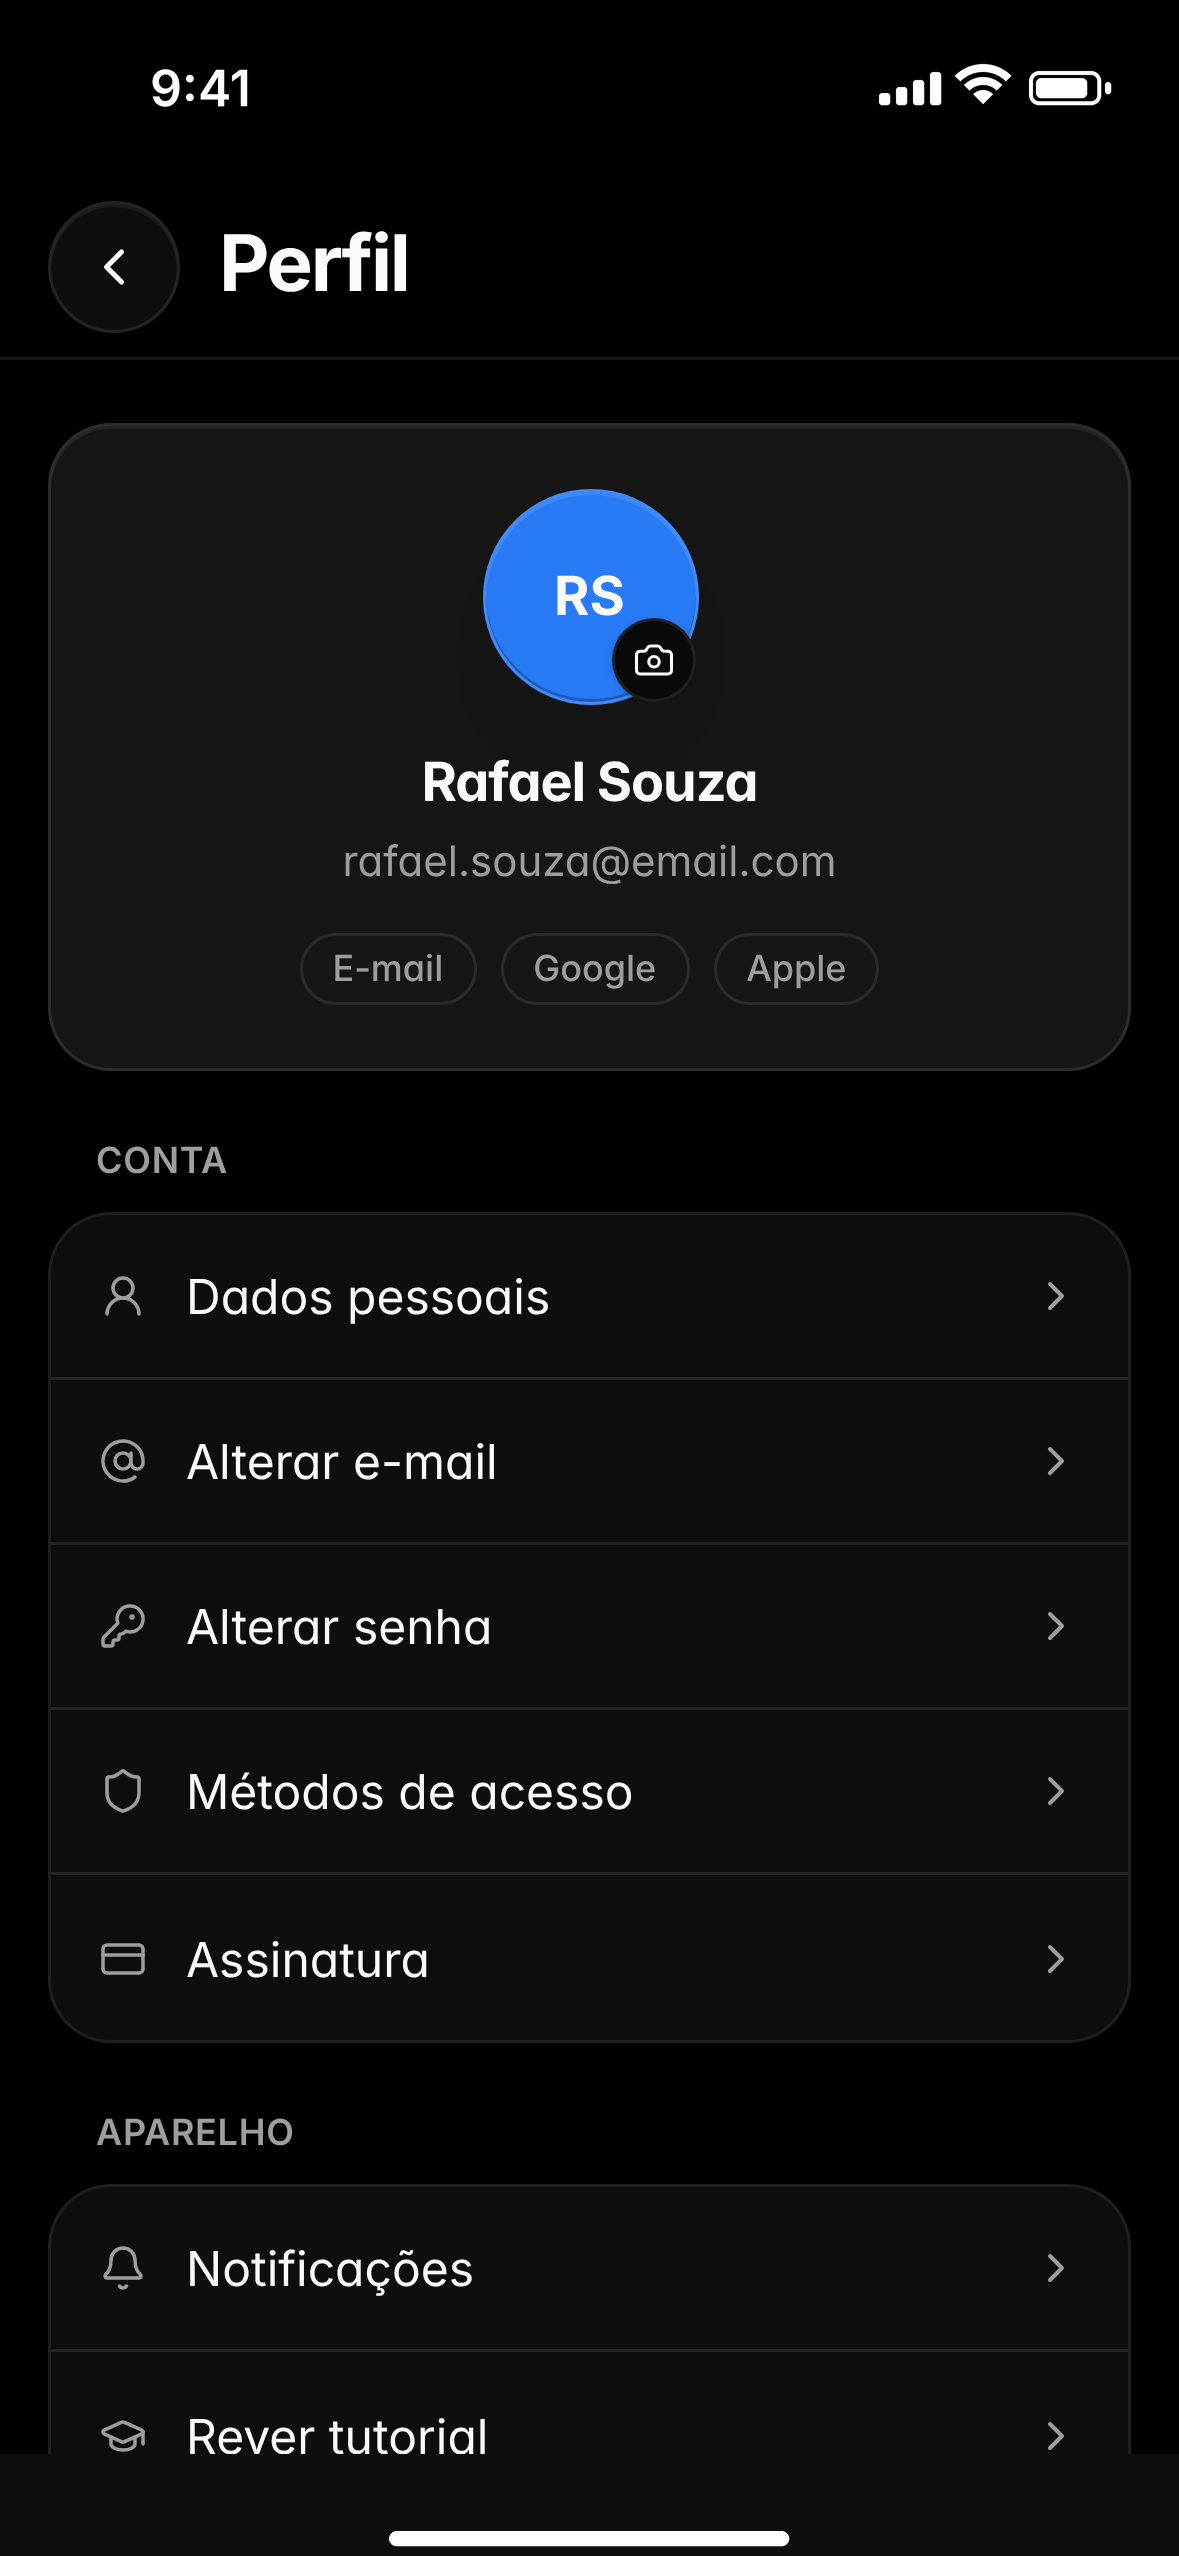 9:41
Perfil
RS
Rafael Souza
rafael.souza@email.com
E-mail Google Apple
CONTA
Dados pessoais
Alterar e-mail
Alterar senha
Métodos de acesso
Assinatura
APARELHO
Notificações
Rever tutorial